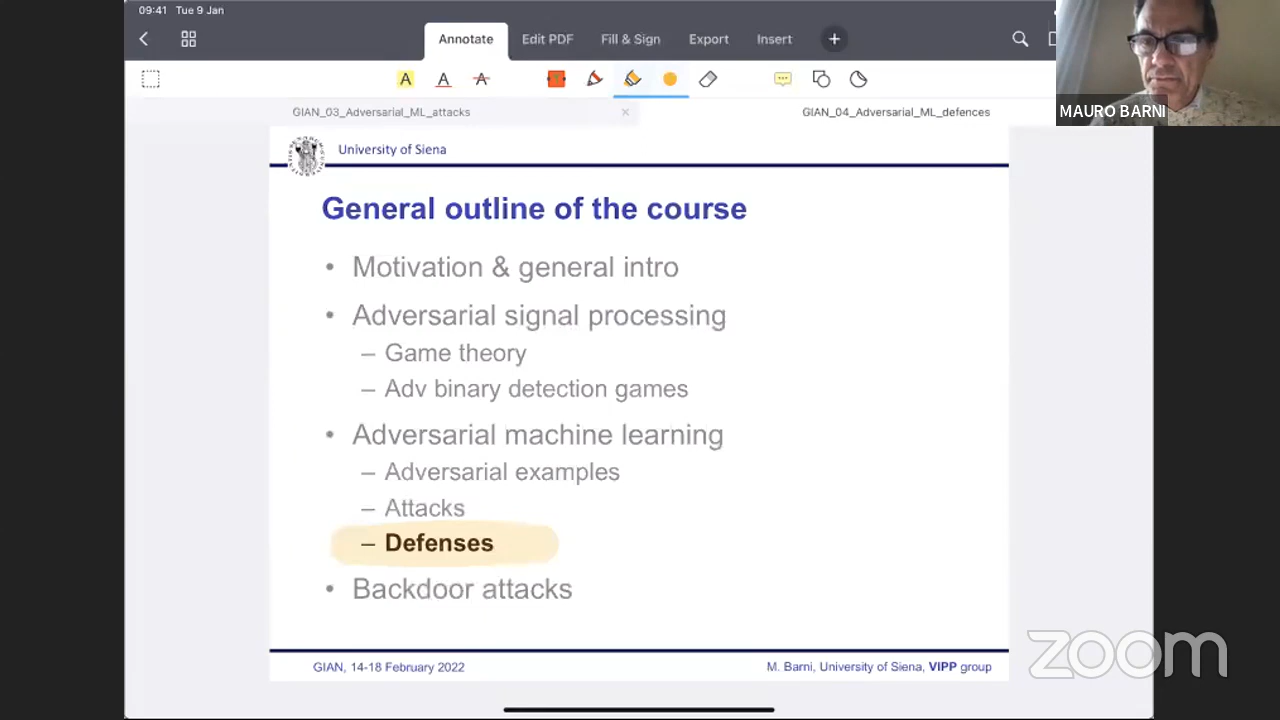 09:41 Tue 9 Jan
Annotate Edit PDF Fill & Sign Export Insert +
A A A
GIAN_03_Adversarial_ML_attacks × GIAN_04_Adversarial_ML_defences
MAURO BARNI
University of Siena
General outline of the course
• Motivation & general intro
• Adversarial signal processing
– Game theory
– Adv binary detection games
• Adversarial machine learning
– Adversarial examples
– Attacks
– Defenses
• Backdoor attacks
GIAN, 14-18 February 2022
M. Barni, University of Siena, VIPP group
zoom